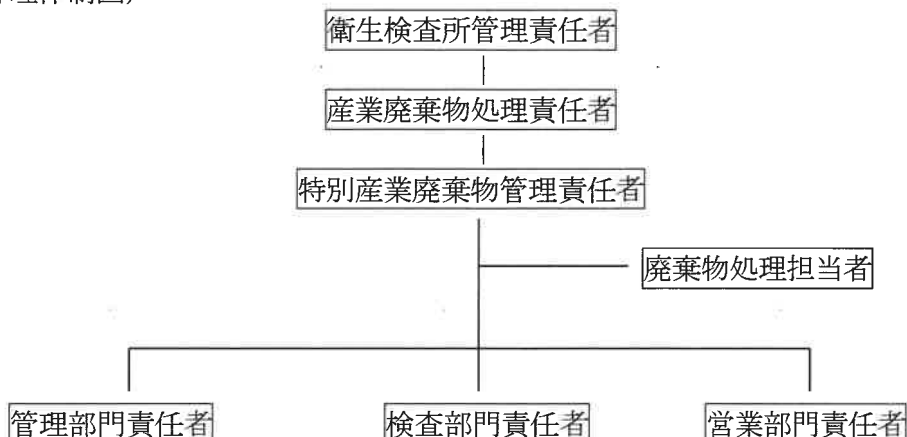 衛生検査所管理責任者
産業廃棄物処理責任者
特別産業廃棄物管理責任者
廃棄物処理担当者
管理部門責任者
検査部門責任者
営業部門責任者